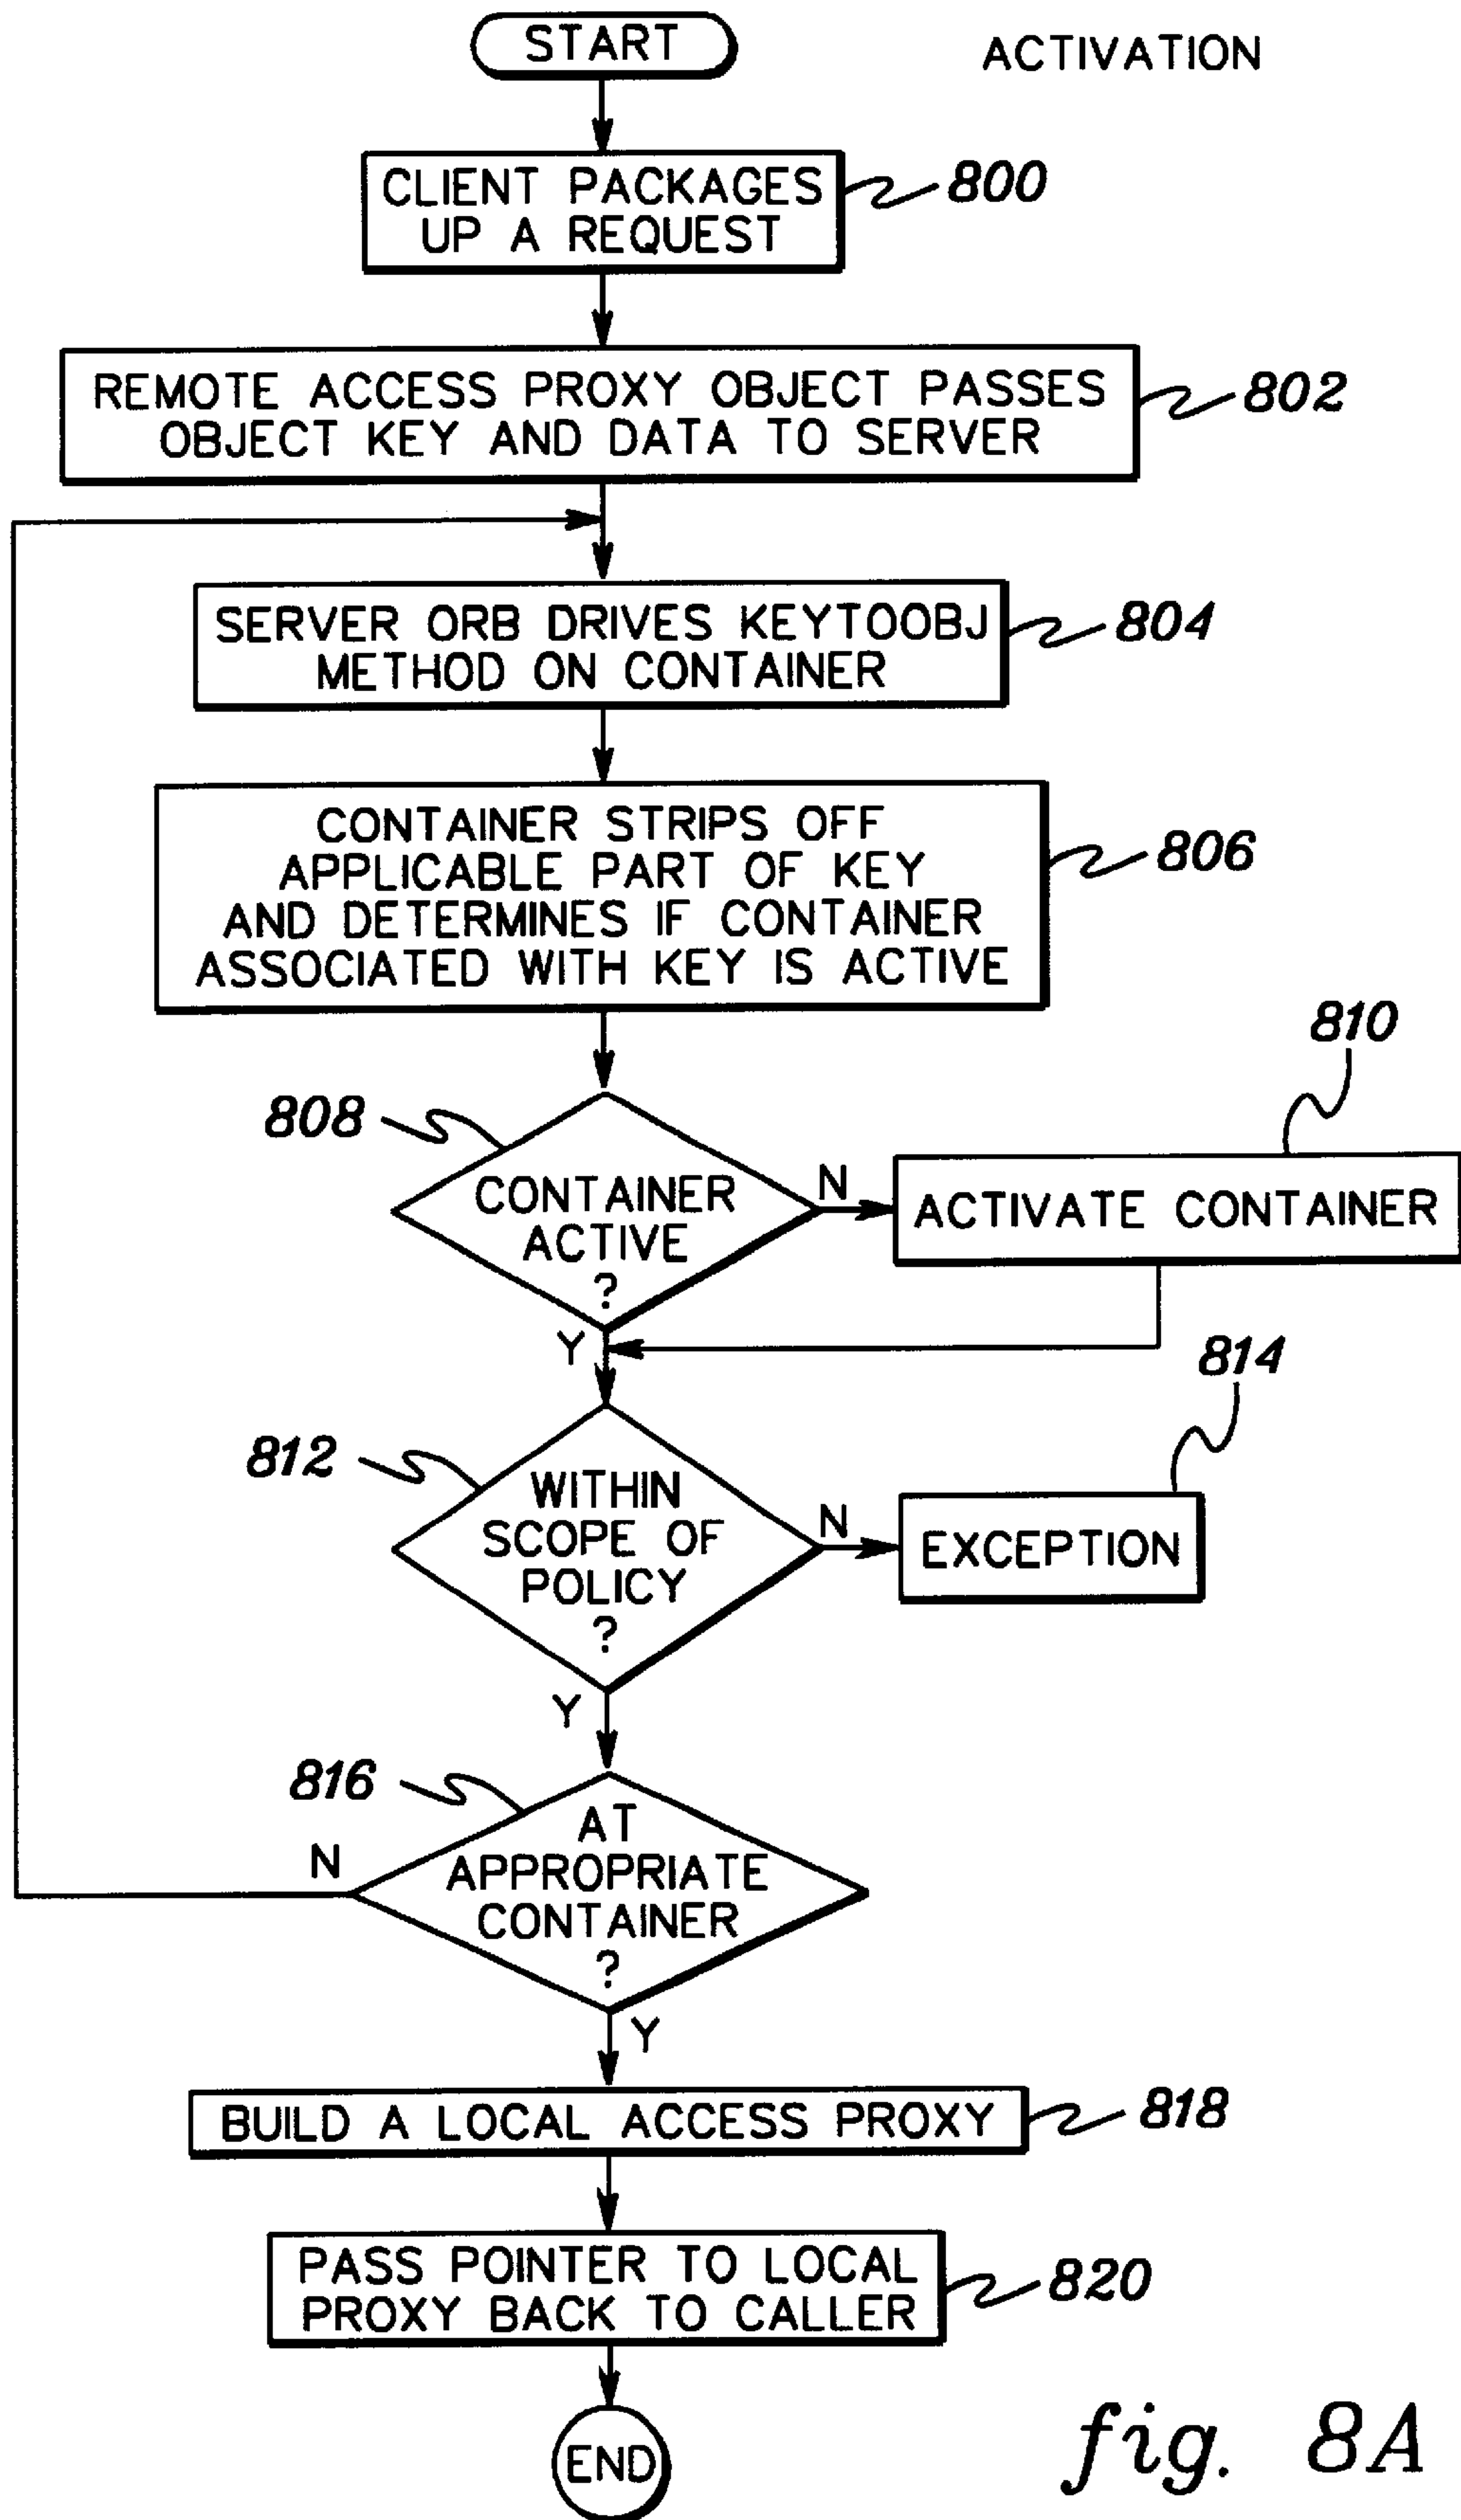 START
ACTIVATION
CLIENT PACKAGES
UP A REQUEST
800
REMOTE ACCESS PROXY OBJECT PASSES
OBJECT KEY AND DATA TO SERVER
802
SERVER ORB DRIVES KEYTOOBJ
METHOD ON CONTAINER
804
CONTAINER STRIPS OFF
APPLICABLE PART OF KEY
AND DETERMINES IF CONTAINER
ASSOCIATED WITH KEY IS ACTIVE
806
808
CONTAINER
ACTIVE
?
N
810
ACTIVATE CONTAINER
Y
812
WITHIN
SCOPE OF
POLICY
?
N
814
EXCEPTION
Y
816
AT
APPROPRIATE
CONTAINER
?
N
Y
BUILD A LOCAL ACCESS PROXY
818
PASS POINTER TO LOCAL
PROXY BACK TO CALLER
820
END
fig. 8A